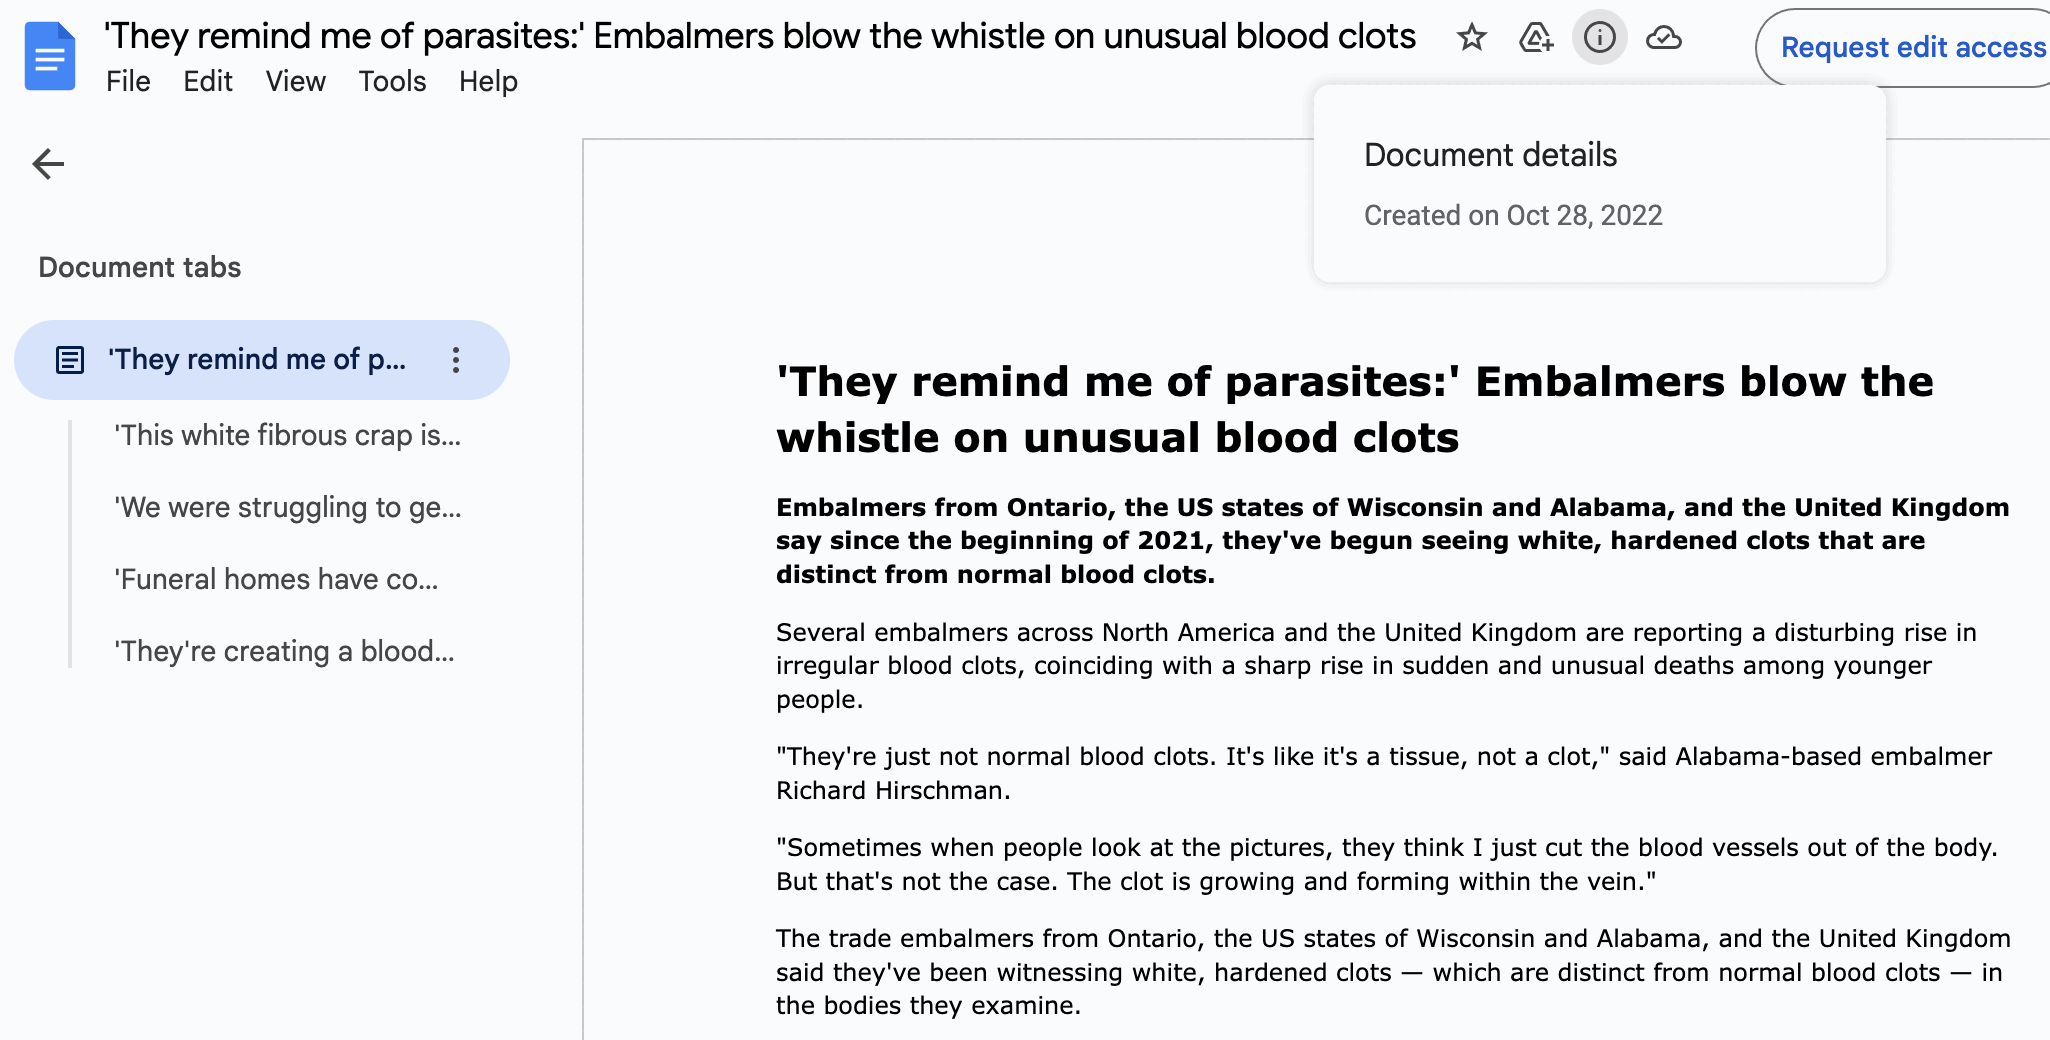 'They remind me of parasites:' Embalmers blow the whistle on unusual blood clots
File Edit View Tools Help
Request edit access
Document details
Created on Oct 28, 2022
Document tabs
'They remind me of p...
'This white fibrous crap is...
'We were struggling to ge...
'Funeral homes have co...
'They're creating a blood...
'They remind me of parasites:' Embalmers blow the
whistle on unusual blood clots
Embalmers from Ontario, the US states of Wisconsin and Alabama, and the United Kingdom
say since the beginning of 2021, they've begun seeing white, hardened clots that are
distinct from normal blood clots.
Several embalmers across North America and the United Kingdom are reporting a disturbing rise in
irregular blood clots, coinciding with a sharp rise in sudden and unusual deaths among younger
people.
"They're just not normal blood clots. It's like it's a tissue, not a clot," said Alabama-based embalmer
Richard Hirschman.
"Sometimes when people look at the pictures, they think I just cut the blood vessels out of the body.
But that's not the case. The clot is growing and forming within the vein."
The trade embalmers from Ontario, the US states of Wisconsin and Alabama, and the United Kingdom
said they've been witnessing white, hardened clots — which are distinct from normal blood clots — in
the bodies they examine.